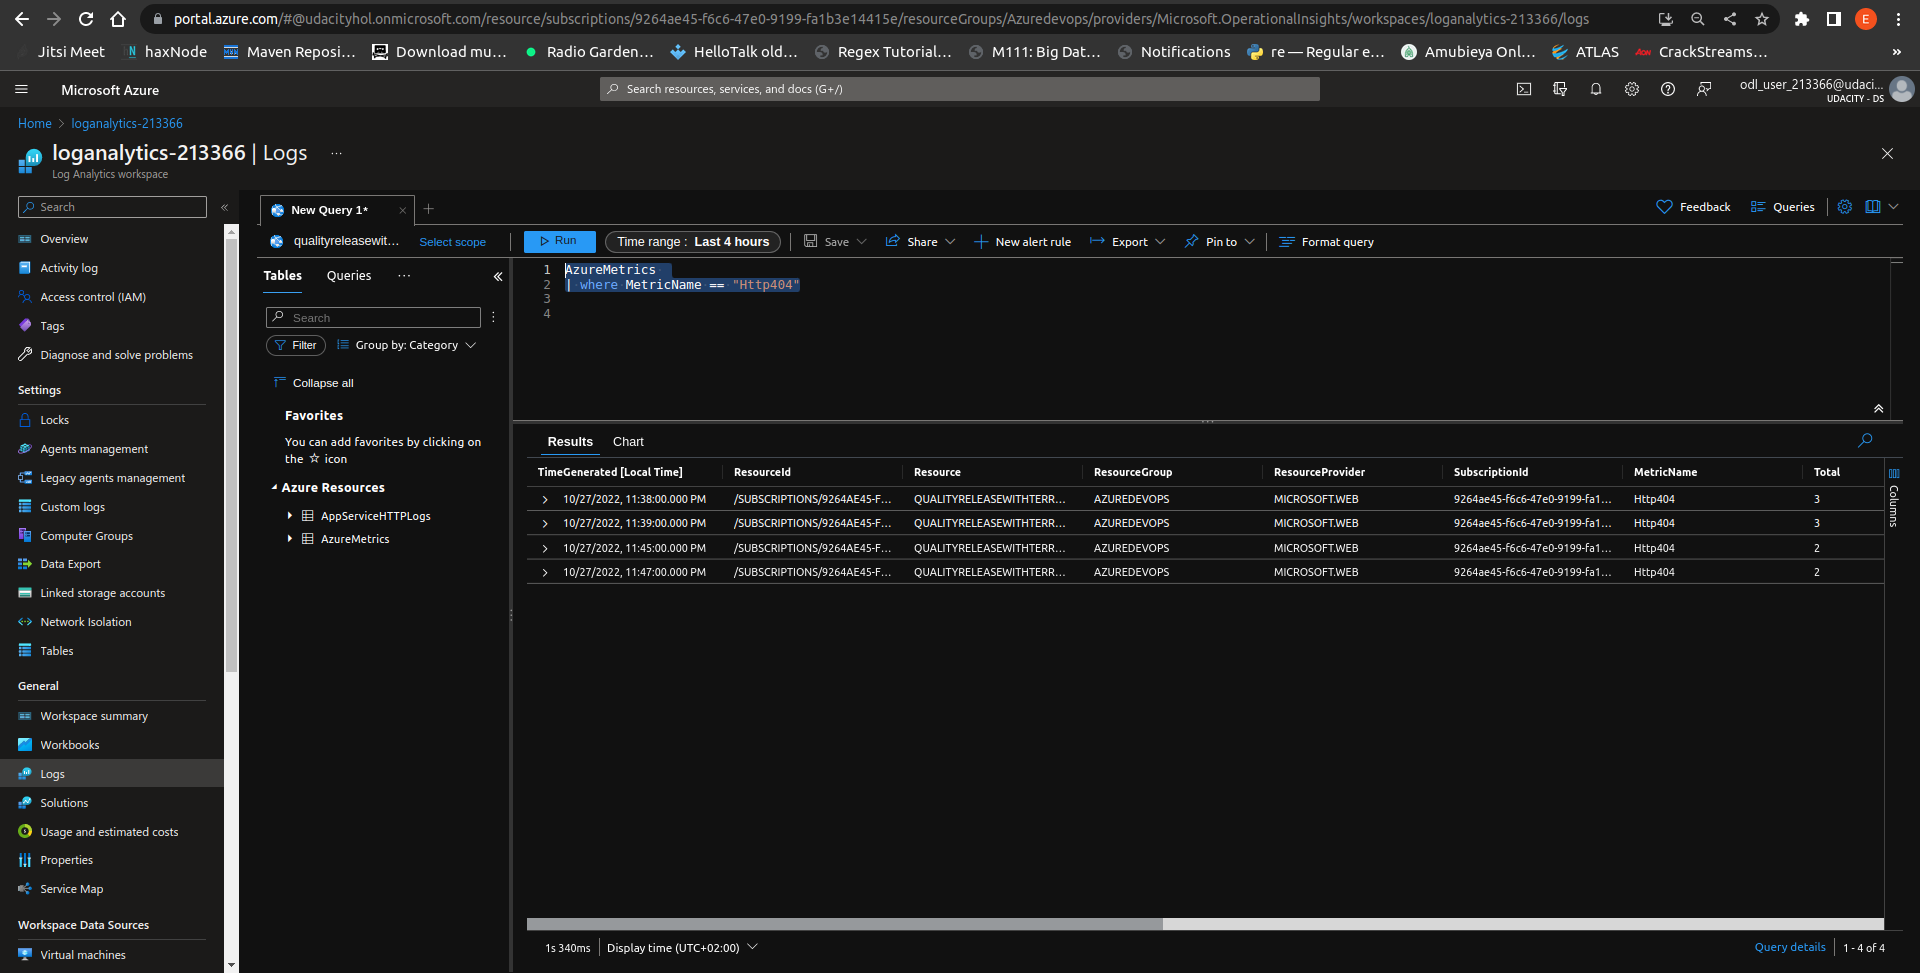 portal.azure.com/#@udacityhol.onmicrosoft.com/resource/subscriptions/9264ae45-f6c6-47e0-9199-fa1b3e14415e/resourceGroups/Azuredevops/providers/Microsoft.OperationalInsights/workspaces/loganalytics-213366/logs
E
Jitsi Meet haxNode Maven Reposi... Download mu... Radio Garden... HelloTalk old... Regex Tutorial... M111: Big Dat... Notifications re — Regular e... Amubieya Onl... ATLAS CrackStreams... »
Microsoft Azure
Search resources, services, and docs (G+/)
odl_user_213366@udaci...
UDACITY - DS
Home > loganalytics-213366
loganalytics-213366 | Logs ...
Log Analytics workspace
Search «
Overview
Activity log
Access control (IAM)
Tags
Diagnose and solve problems
Settings
Locks
Agents management
Legacy agents management
Custom logs
Computer Groups
Data Export
Linked storage accounts
Network Isolation
Tables
General
Workspace summary
Workbooks
Logs
Solutions
Usage and estimated costs
Properties
Service Map
Workspace Data Sources
Virtual machines
New Query 1*
Feedback Queries
qualityreleasewit... Select scope
Run Time range : Last 4 hours Save Share New alert rule Export Pin to Format query
Tables Queries ... «
Search
Filter Group by: Category
Collapse all
Favorites
You can add favorites by clicking on
the ☆ icon
Azure Resources
AppServiceHTTPLogs
AzureMetrics
1 AzureMetrics
2 | where MetricName == "Http404"
3
4
Results Chart
TimeGenerated [Local Time] ResourceId Resource ResourceGroup ResourceProvider SubscriptionId MetricName Total
10/27/2022, 11:38:00.000 PM /SUBSCRIPTIONS/9264AE45-F... QUALITYRELEASEWITHTERR... AZUREDEVOPS MICROSOFT.WEB 9264ae45-f6c6-47e0-9199-fa1... Http404 3
10/27/2022, 11:39:00.000 PM /SUBSCRIPTIONS/9264AE45-F... QUALITYRELEASEWITHTERR... AZUREDEVOPS MICROSOFT.WEB 9264ae45-f6c6-47e0-9199-fa1... Http404 3
10/27/2022, 11:45:00.000 PM /SUBSCRIPTIONS/9264AE45-F... QUALITYRELEASEWITHTERR... AZUREDEVOPS MICROSOFT.WEB 9264ae45-f6c6-47e0-9199-fa1... Http404 2
10/27/2022, 11:47:00.000 PM /SUBSCRIPTIONS/9264AE45-F... QUALITYRELEASEWITHTERR... AZUREDEVOPS MICROSOFT.WEB 9264ae45-f6c6-47e0-9199-fa1... Http404 2
Columns
1s 340ms Display time (UTC+02:00)
Query details 1 - 4 of 4